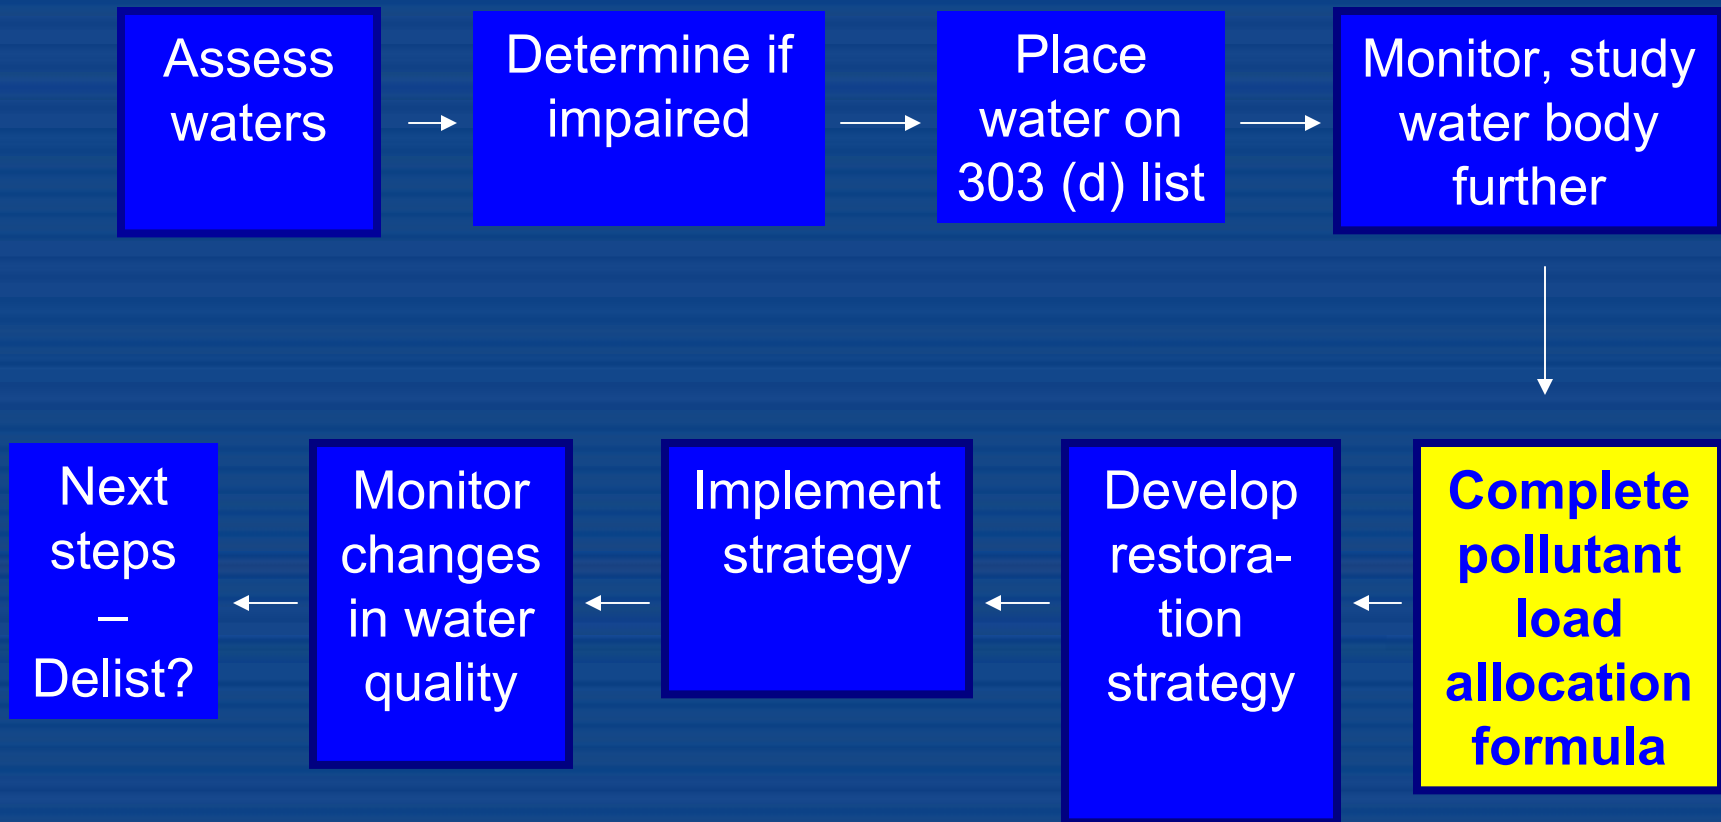 Assess
waters
Determine if
impaired
Place
water on
303 (d) list
Monitor, study
water body
further
Complete
pollutant
load
allocation
formula
Develop
restora-
tion
strategy
Implement
strategy
Monitor
changes
in water
quality
Next
steps
–
Delist?